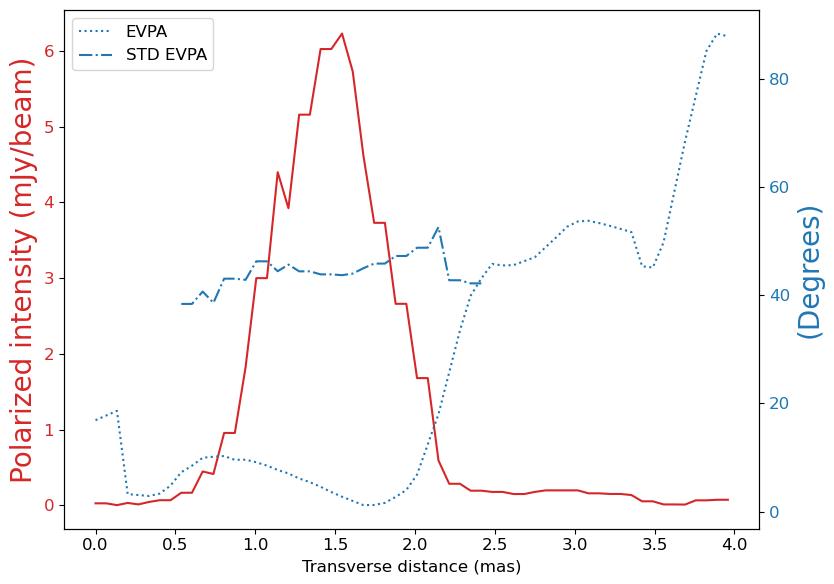 EVPA
STD EVPA
Polarized intensity (mJy/beam)
6
5
4
3
2
1
0
80
60
40
20
0
(Degrees)
0.0 0.5 1.0 1.5 2.0 2.5 3.0 3.5 4.0
Transverse distance (mas)